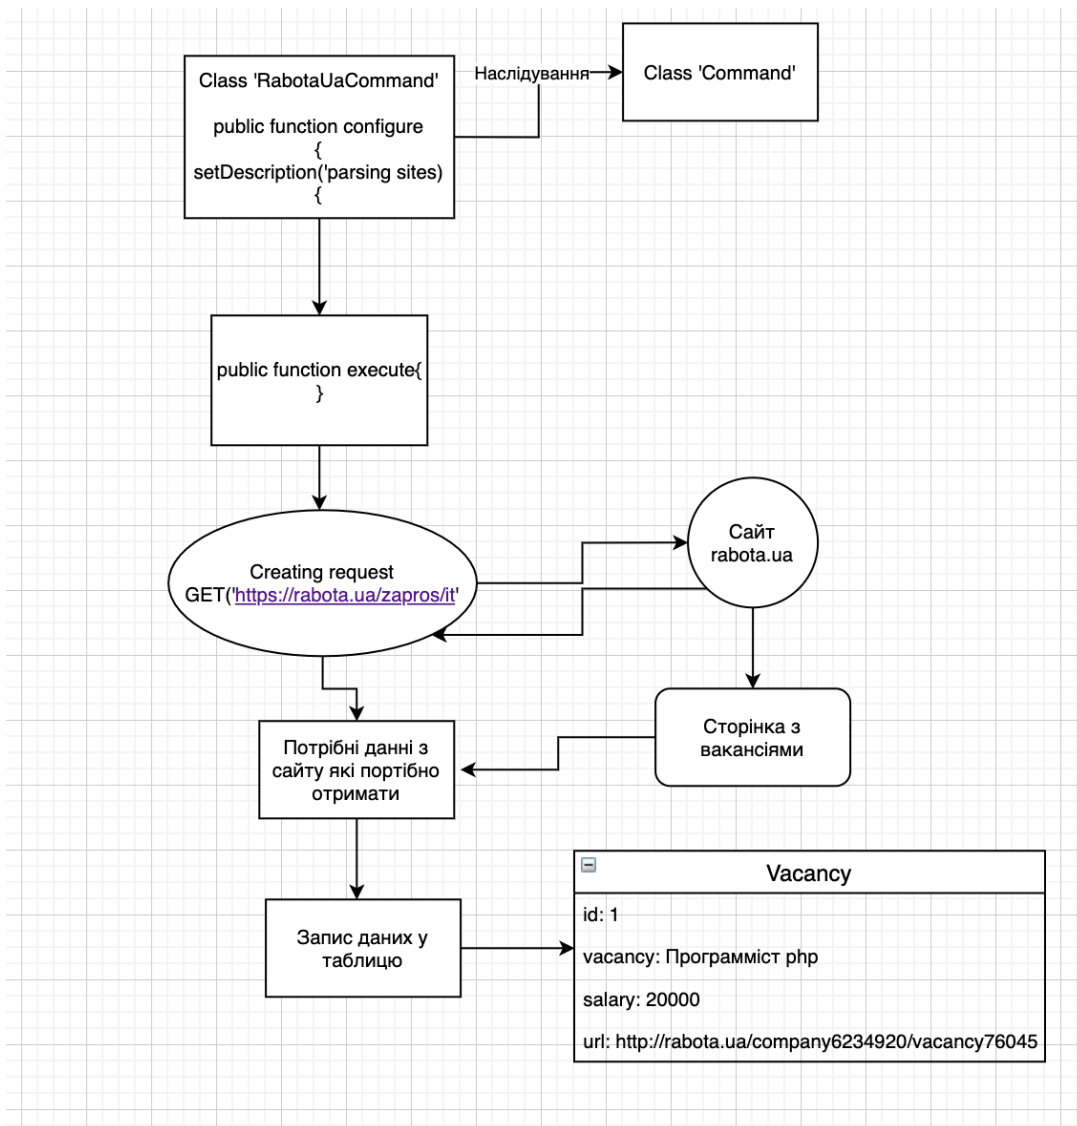 Class 'RabotaUaCommand'
public function configure
{
setDescription('parsing sites)
{
Наслідування
Class 'Command'
public function execute{
}
Creating request
GET('https://rabota.ua/zapros/it'
Сайт
rabota.ua
Сторінка з
вакансіями
Потрібні данні з
сайту які портібно
отримати
Запис даних у
таблицю
Vacancy
id: 1
vacancy: Программіст php
salary: 20000
url: http://rabota.ua/company6234920/vacancy76045